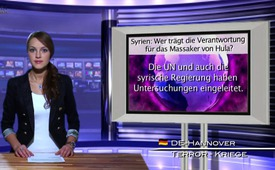 Syrien: Wer trägt die Verantwortung
für das Massaker von Hula?
Die UN und auch die
syrische Regierung haben
Untersuchungen eingeleitet.
DE-Hannover
Terror - Kriege